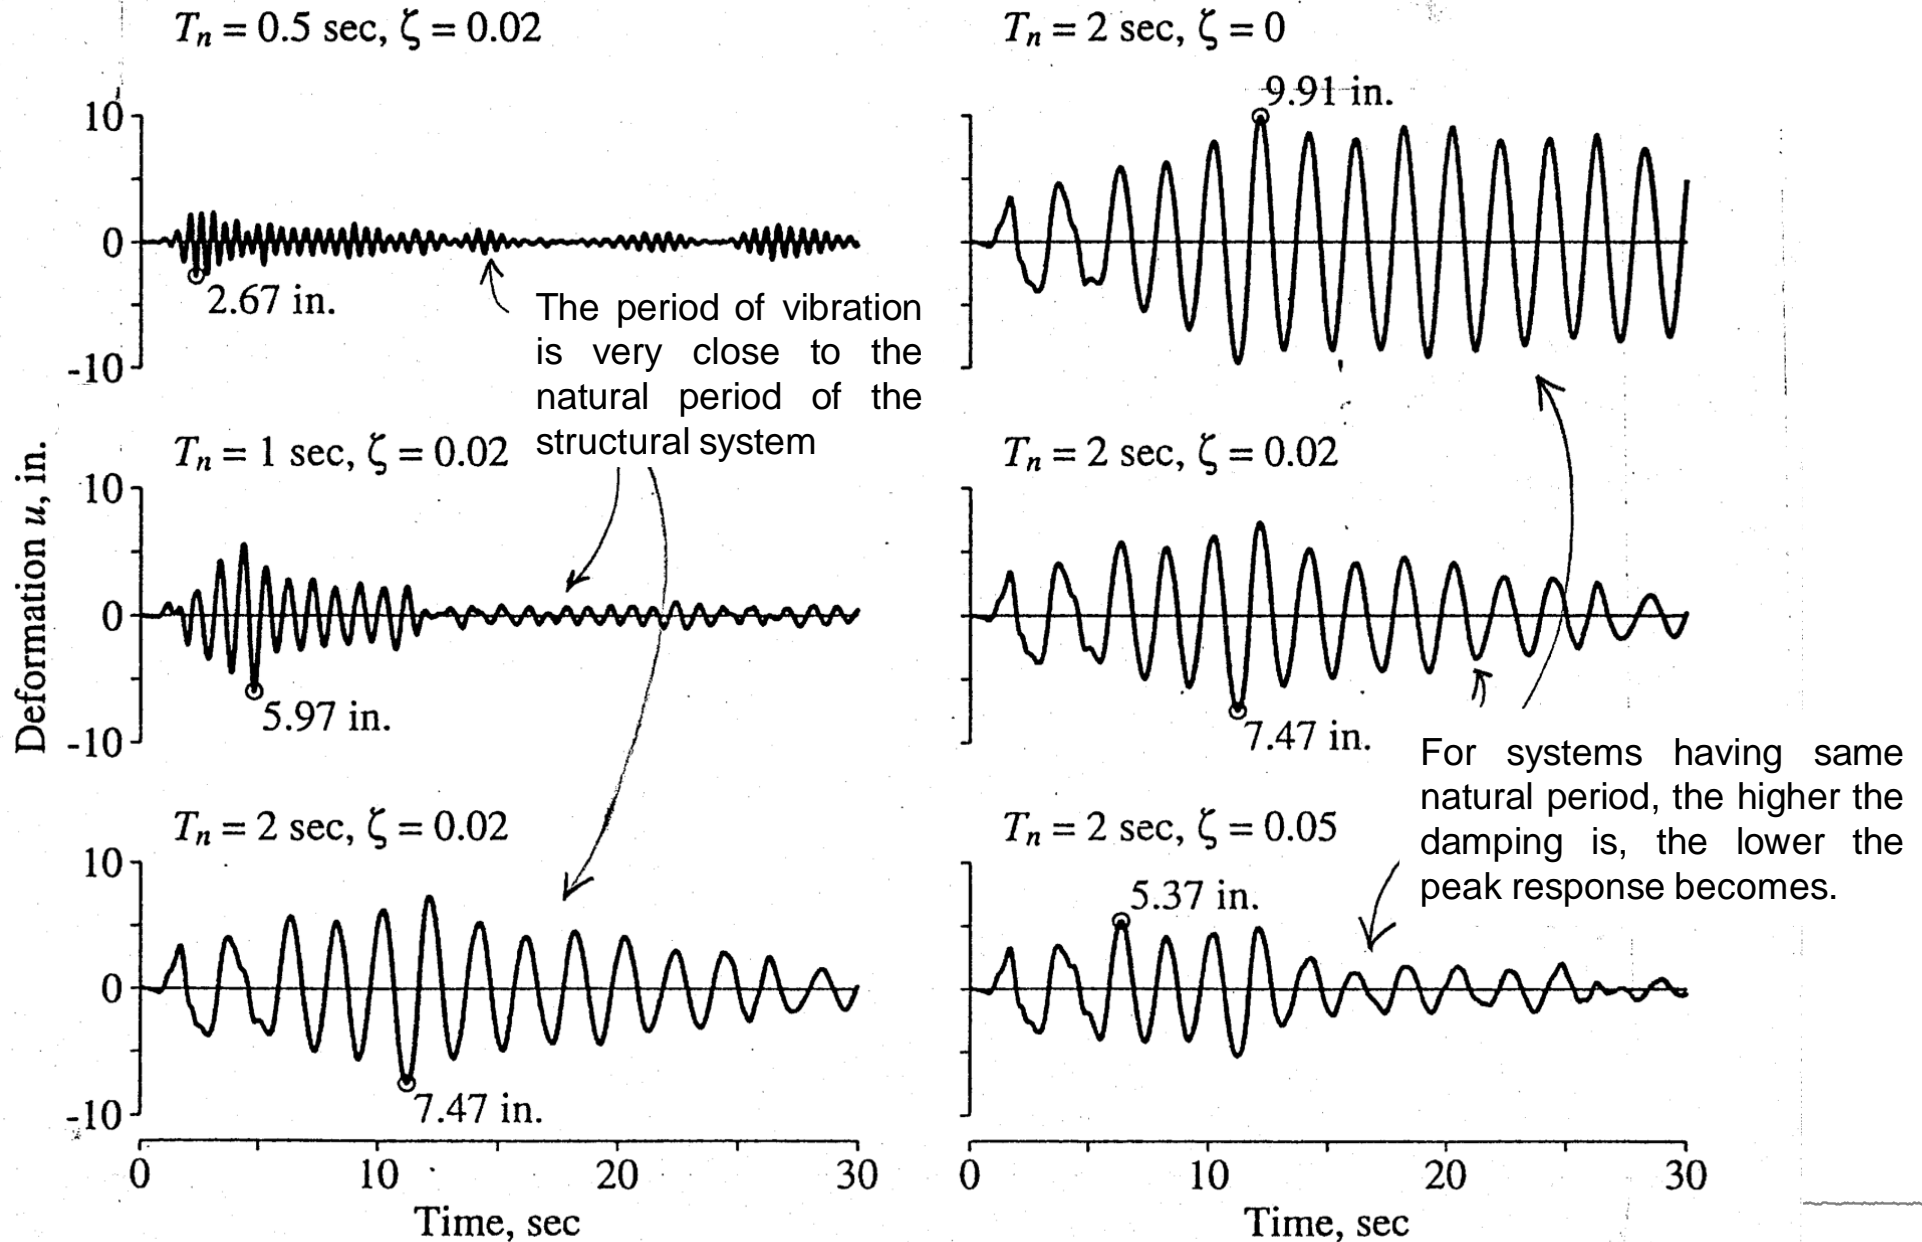 Tn = 0.5 sec, ζ = 0.02
10
0
-10
2.67 in.
The period of vibration
is very close to the
natural period of the
structural system
Tn = 1 sec, ζ = 0.02
10
0
-10
5.97 in.
Deformation u, in.
Tn = 2 sec, ζ = 0.02
10
0
-10
7.47 in.
0
10
20
30
Time, sec
Tn = 2 sec, ζ = 0
9.91 in.
Tn = 2 sec, ζ = 0.02
7.47 in.
For systems having same
natural period, the higher the
damping is, the lower the
peak response becomes.
Tn = 2 sec, ζ = 0.05
5.37 in.
0
10
20
30
Time, sec